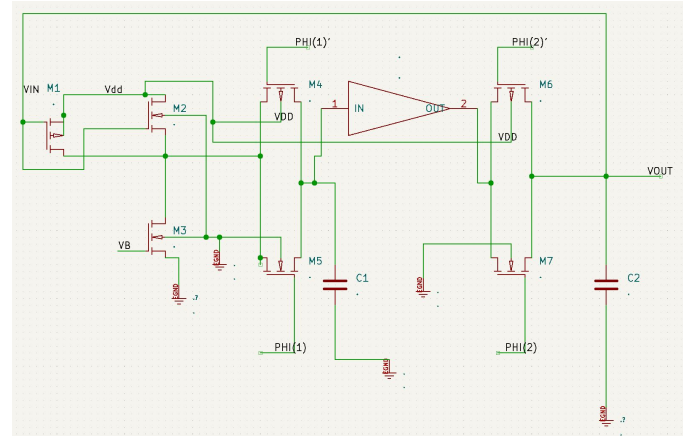 PHI(1)'
PHI(2)'
VIN
M1
Vdd
M4
M6
M2
1
IN
OUT
2
VDD
VDD
VOUT
M3
VB
GND
M5
M7
C1
C2
GND
GND
.?
PHI(1)
PHI(2)
GND
GND
.?